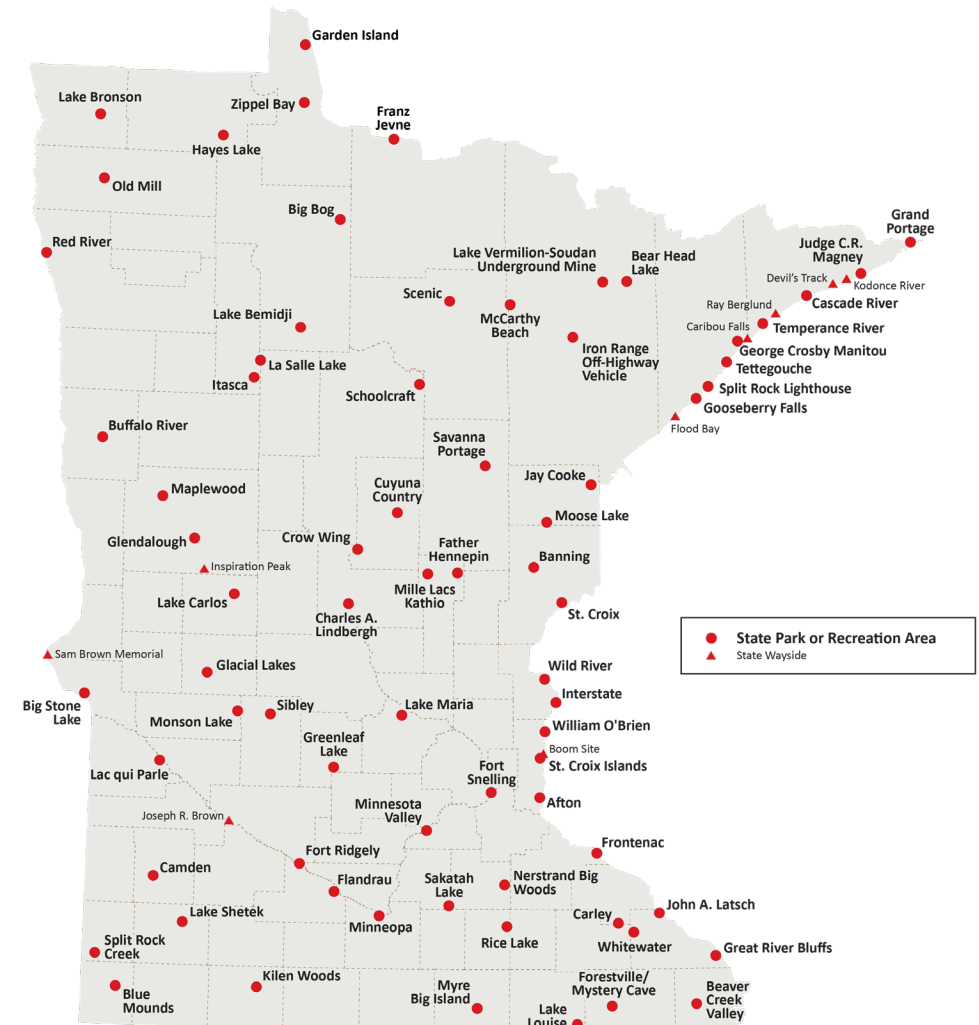 Garden Island
Lake Bronson
Zippel Bay
Franz
Jevne
Hayes Lake
Old Mill
Big Bog
Red River
Grand
Portage
Judge C.R.
Magney
Lake Vermilion-Soudan
Underground Mine
Bear Head
Lake
Devil's Track
Kodonce River
Scenic
Cascade River
Ray Berglund
McCarthy
Beach
Lake Bemidji
Caribou Falls
Temperance River
Iron Range
Off-Highway
Vehicle
George Crosby Manitou
Tettegouche
La Salle Lake
Itasca
Schoolcraft
Split Rock Lighthouse
Gooseberry Falls
Flood Bay
Buffalo River
Savanna
Portage
Jay Cooke
Maplewood
Cuyuna
Country
Moose Lake
Glendalough
Crow Wing
Father
Hennepin
Banning
Inspiration Peak
Mille Lacs
Kathio
Lake Carlos
Charles A.
Lindbergh
St. Croix
State Park or Recreation Area
State Wayside
Sam Brown Memorial
Glacial Lakes
Wild River
Interstate
Big Stone
Lake
Monson Lake
Sibley
Lake Maria
William O'Brien
Greenleaf
Lake
Boom Site
St. Croix Islands
Lac qui Parle
Fort
Snelling
Afton
Minnesota
Valley
Joseph R. Brown
Frontenac
Fort Ridgely
Camden
Flandrau
Sakatah
Lake
Nerstrand Big
Woods
Lake Shetek
Minneopa
Carley
John A. Latsch
Rice Lake
Whitewater
Great River Bluffs
Split Rock
Creek
Kilen Woods
Blue
Mounds
Myre
Big Island
Forestville/
Mystery Cave
Beaver
Creek
Valley
Lake
Louise